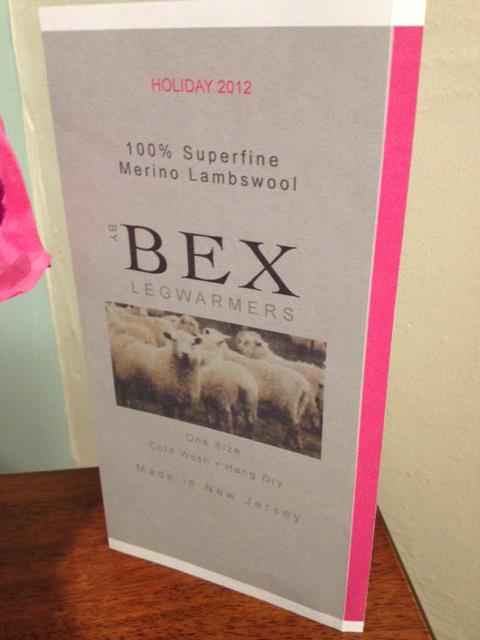 HOLIDAY 2012
100% Superfine
Merino Lambswool
BY BEX
LEGWARMERS
One Size
Cold Wash • Hang Dry
Made in New Jersey